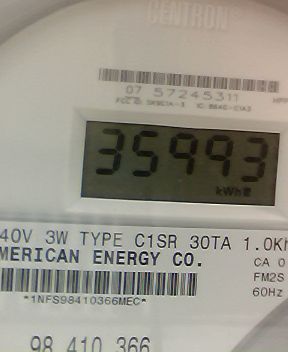 CENTRON
07 57245311
35993
kWh
40V 3W TYPE C1SR 30TA 1.0Kh
MERICAN ENERGY CO.
CA 0
FM2S
*1NFS98410366MEC*
60Hz
98 410 366